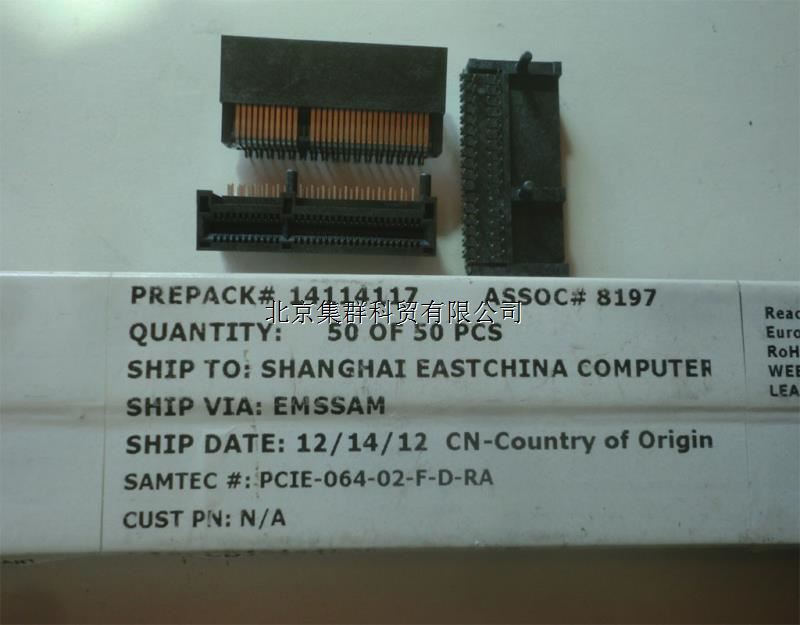 PREPACK# 14114117 ASSOC# 8197
北京集群科贸有限公司
QUANTITY: 50 OF 50 PCS
SHIP TO: SHANGHAI EASTCHINA COMPUTER
SHIP VIA: EMSSAM
SHIP DATE: 12/14/12 CN-Country of Origin
SAMTEC #: PCIE-064-02-F-D-RA
CUST PN: N/A
Reac
Euro
RoH
WEE
LEA